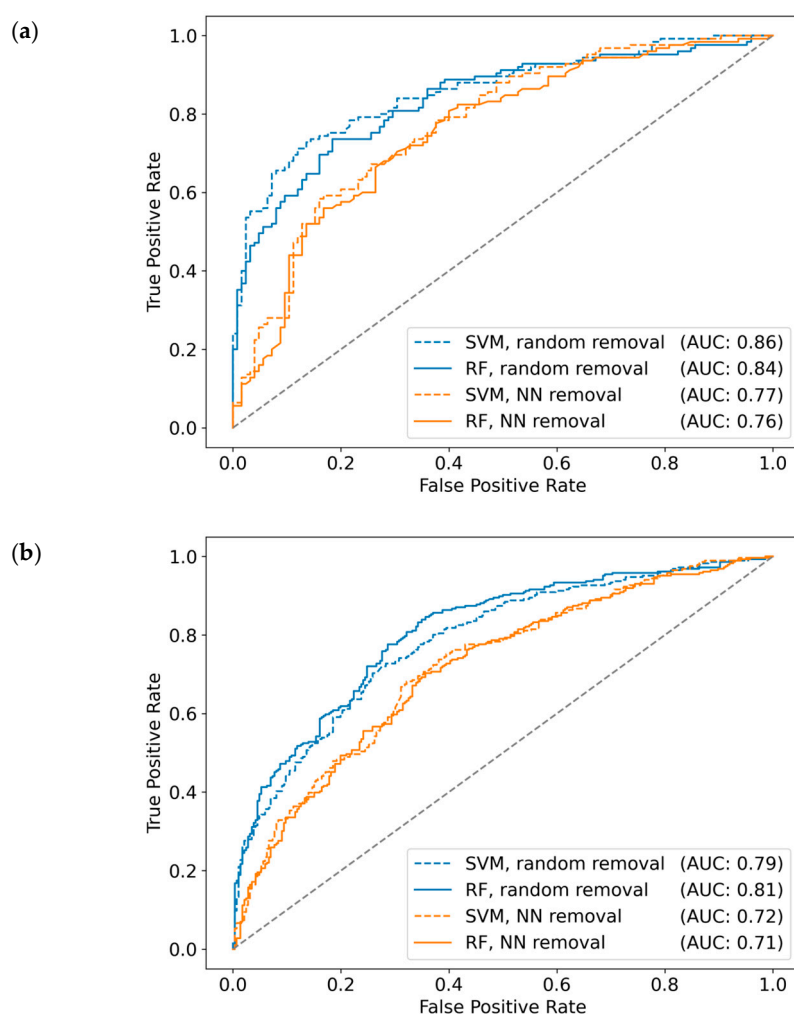 (a)
1.0
0.8
0.6
0.4
0.2
0.0
True Positive Rate
SVM, random removal (AUC: 0.86)
RF, random removal (AUC: 0.84)
SVM, NN removal (AUC: 0.77)
RF, NN removal (AUC: 0.76)
0.0 0.2 0.4 0.6 0.8 1.0
False Positive Rate
(b)
1.0
0.8
0.6
0.4
0.2
0.0
True Positive Rate
SVM, random removal (AUC: 0.79)
RF, random removal (AUC: 0.81)
SVM, NN removal (AUC: 0.72)
RF, NN removal (AUC: 0.71)
0.0 0.2 0.4 0.6 0.8 1.0
False Positive Rate